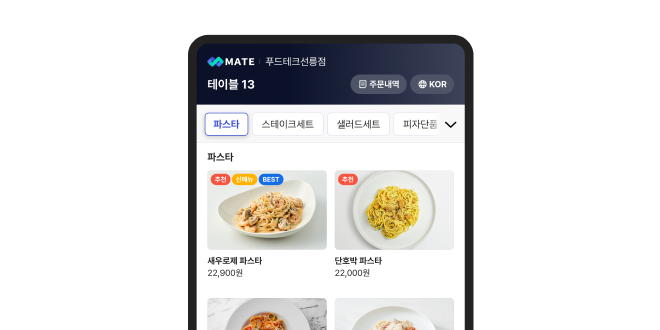 MATE 푸드테크선릉점
테이블 13
주문내역
KOR
파스타
스테이크세트
샐러드세트
피자단품
파스타
추천 신메뉴 BEST
추천
새우로제 파스타
22,900원
단호박 파스타
22,000원